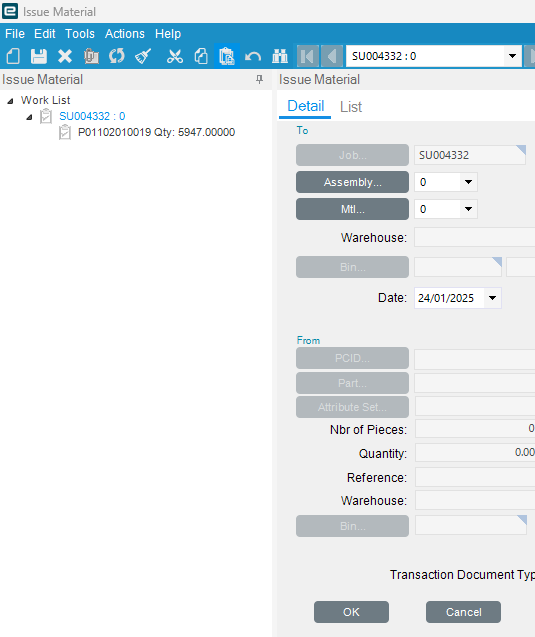 Issue Material
File Edit Tools Actions Help
SU004332 : 0
Issue Material
Work List
SU004332 : 0
P01102010019 Qty: 5947.00000
Issue Material
Detail List
To
Job... SU004332
Assembly... 0
Mtl... 0
Warehouse:
Bin...
Date: 24/01/2025
From
PCID...
Part...
Attribute Set...
Nbr of Pieces: 0
Quantity: 0.00
Reference:
Warehouse:
Bin...
Transaction Document Typ
OK Cancel